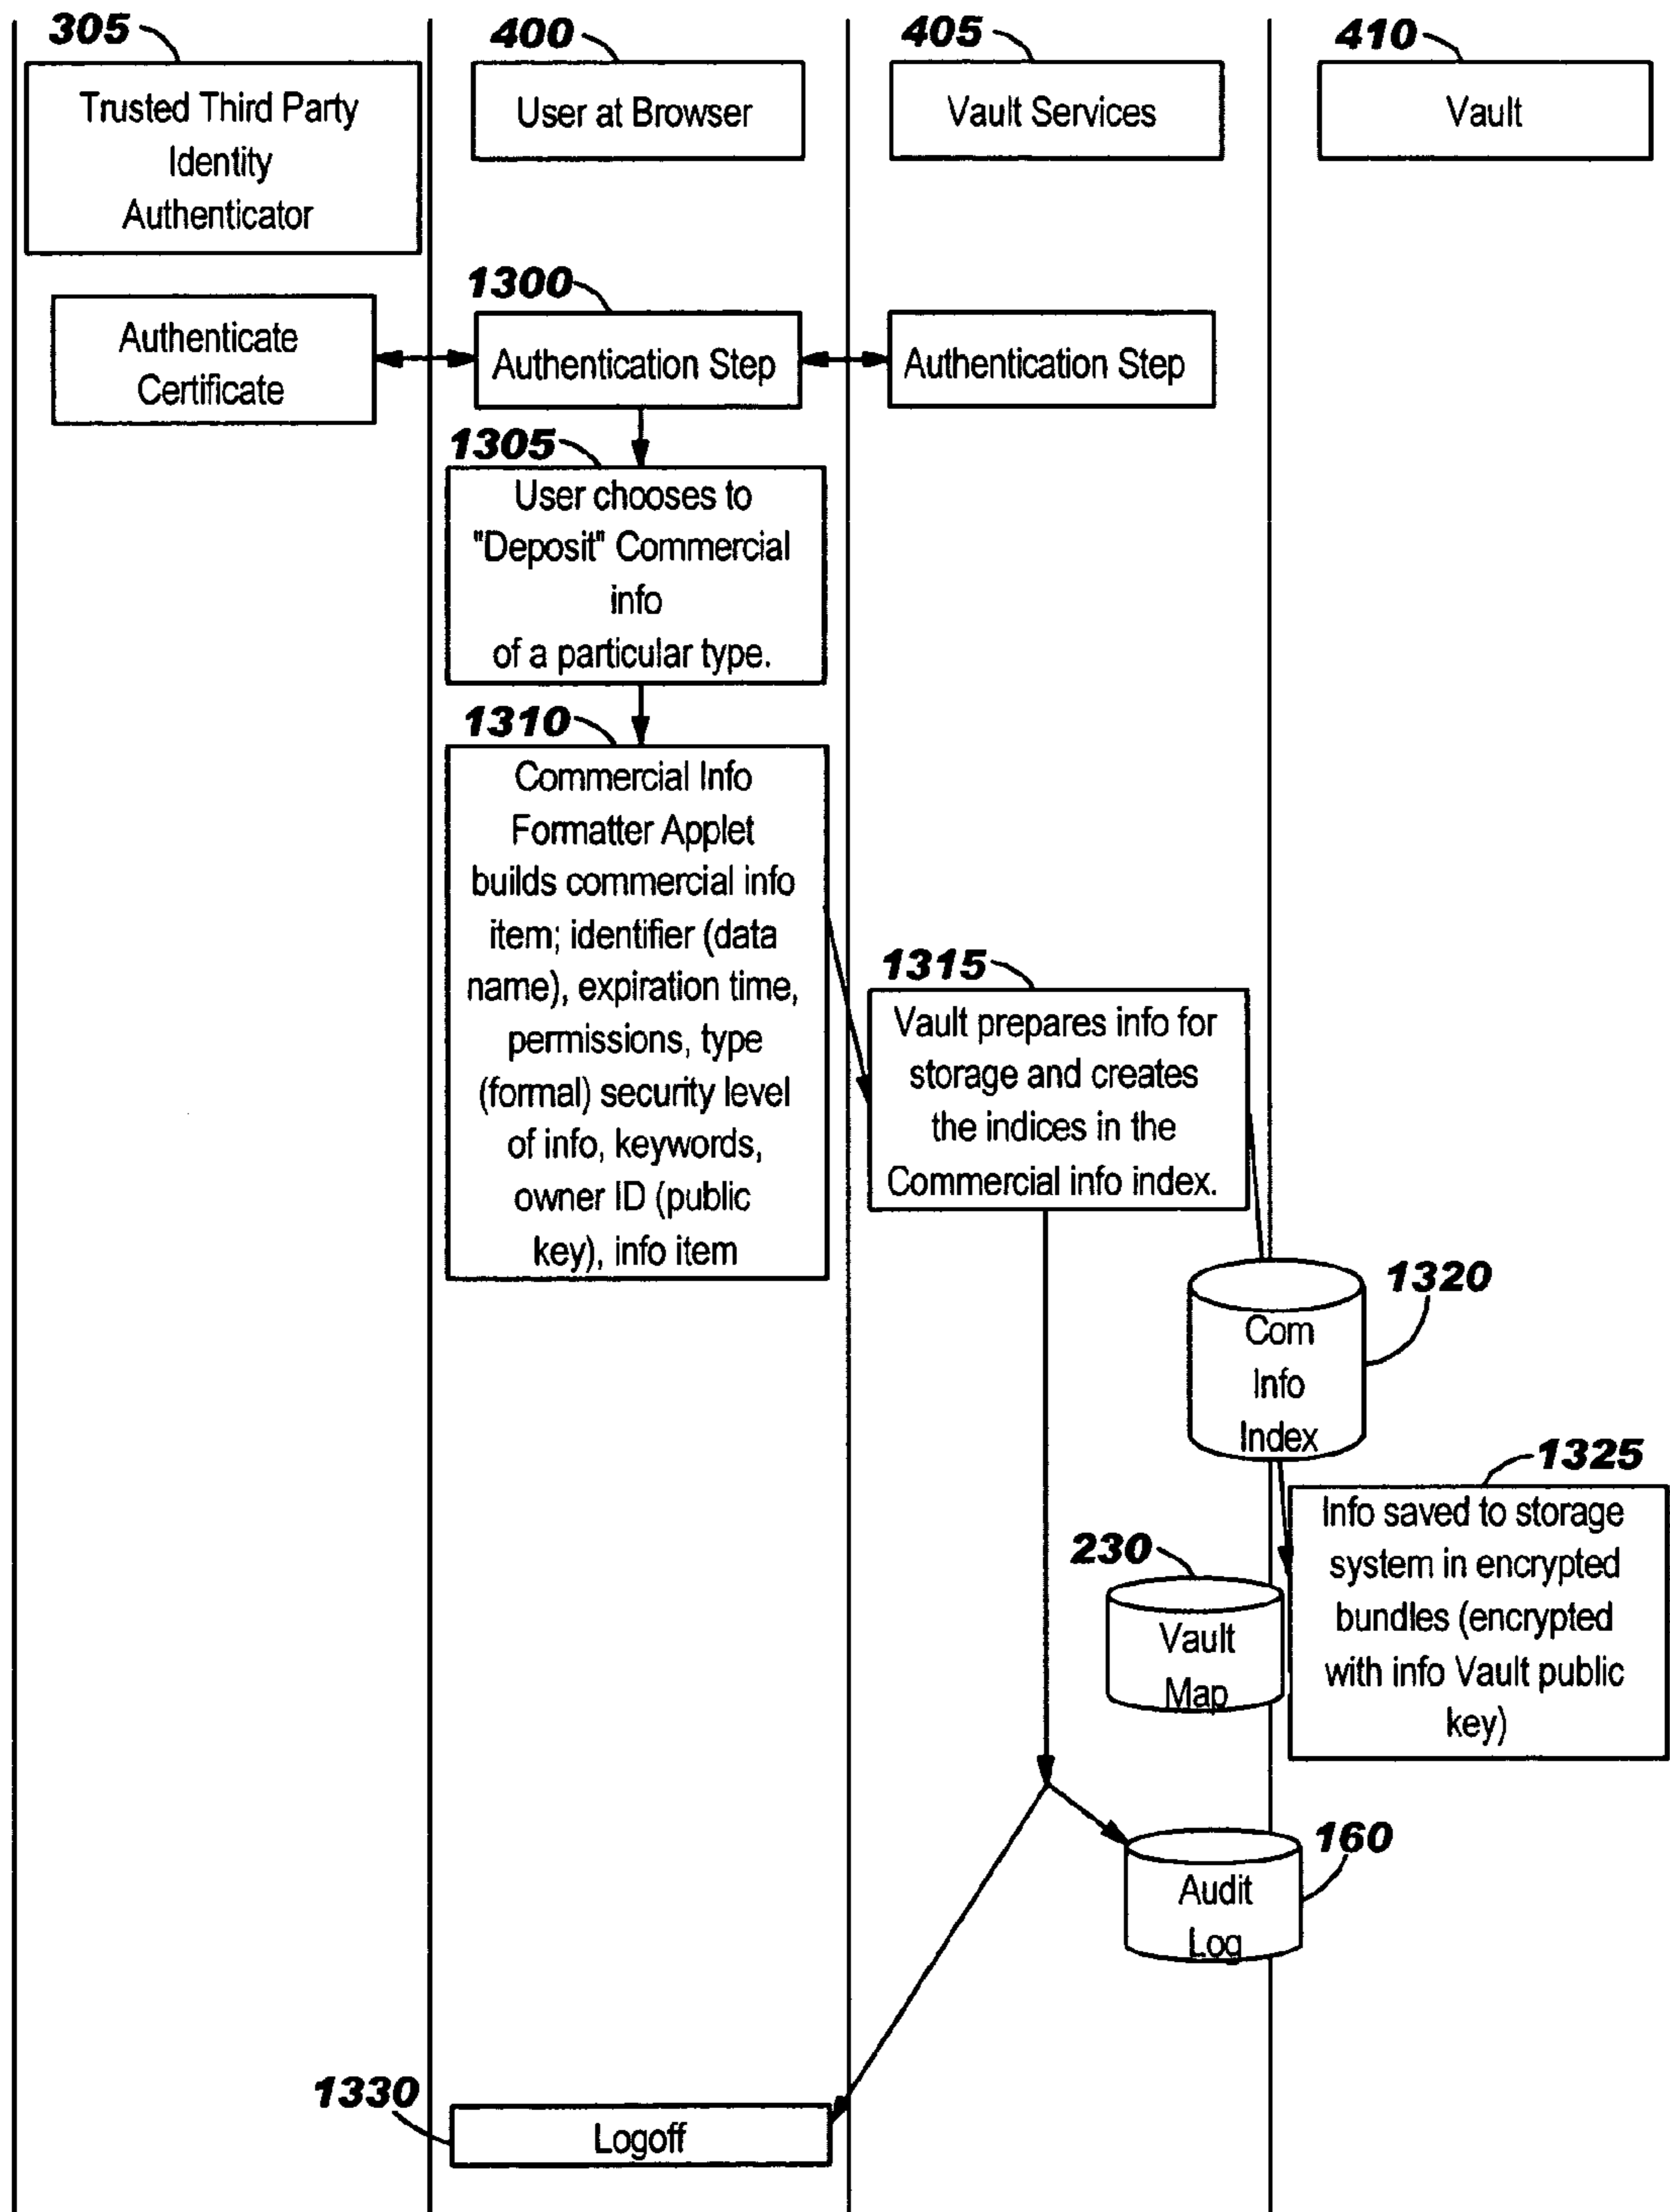 305
400
405
410
Trusted Third Party
Identity
Authenticator
User at Browser
Vault Services
Vault
1300
Authenticate
Certificate
Authentication Step
Authentication Step
1305
User chooses to
"Deposit" Commercial
info
of a particular type.
1310
Commercial Info
Formatter Applet
builds commercial info
item; identifier (data
name), expiration time,
permissions, type
(formal) security level
of info, keywords,
owner ID (public
key), info item
1315
Vault prepares info for
storage and creates
the indices in the
Commercial info index.
1320
Com
Info
Index
1325
Info saved to storage
system in encrypted
bundles (encrypted
with info Vault public
key)
230
Vault
Map
160
Audit
Log
1330
Logoff